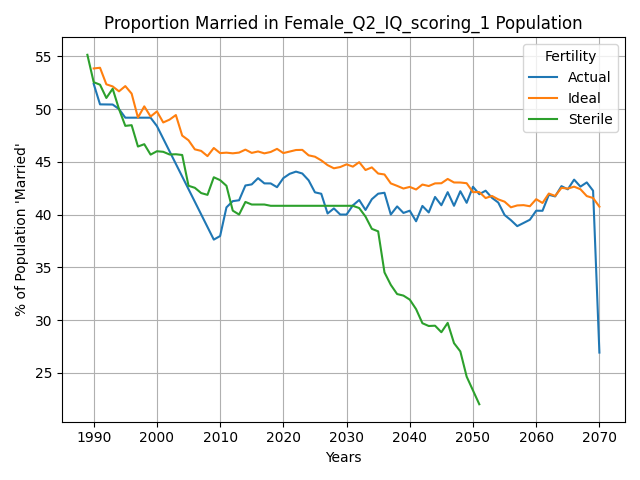 Proportion Married in Female_Q2_IQ_scoring_1 Population
Fertility
Actual
Ideal
Sterile
% of Population 'Married'
55
50
45
40
35
30
25
1990 2000 2010 2020 2030 2040 2050 2060 2070
Years